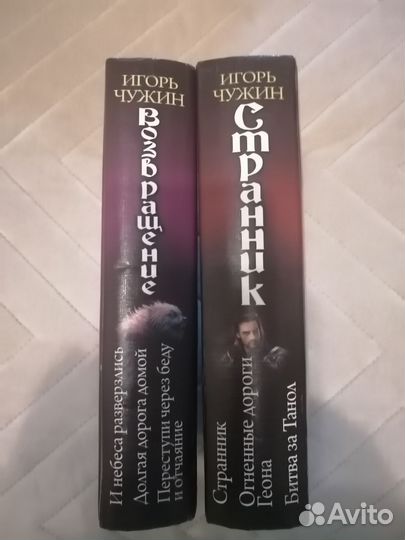 ИГОРЬ
ЧУЖИН
Возвращение
И небеса разверзлись
Долгая дорога домой
Переступи через беду
и отчаяние
ИГОРЬ
ЧУЖИН
Странник
Странник
Огненные дороги
Геона
Битва за Танол
Avito